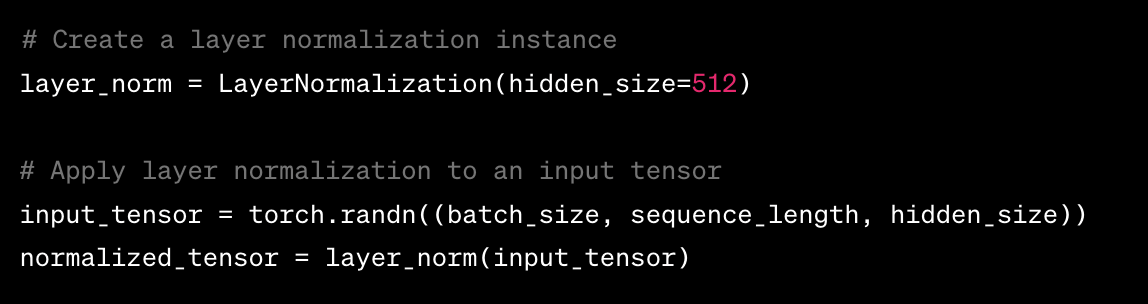 # Create a layer normalization instance
layer_norm = LayerNormalization(hidden_size=512)
# Apply layer normalization to an input tensor
input_tensor = torch.randn((batch_size, sequence_length, hidden_size))
normalized_tensor = layer_norm(input_tensor)